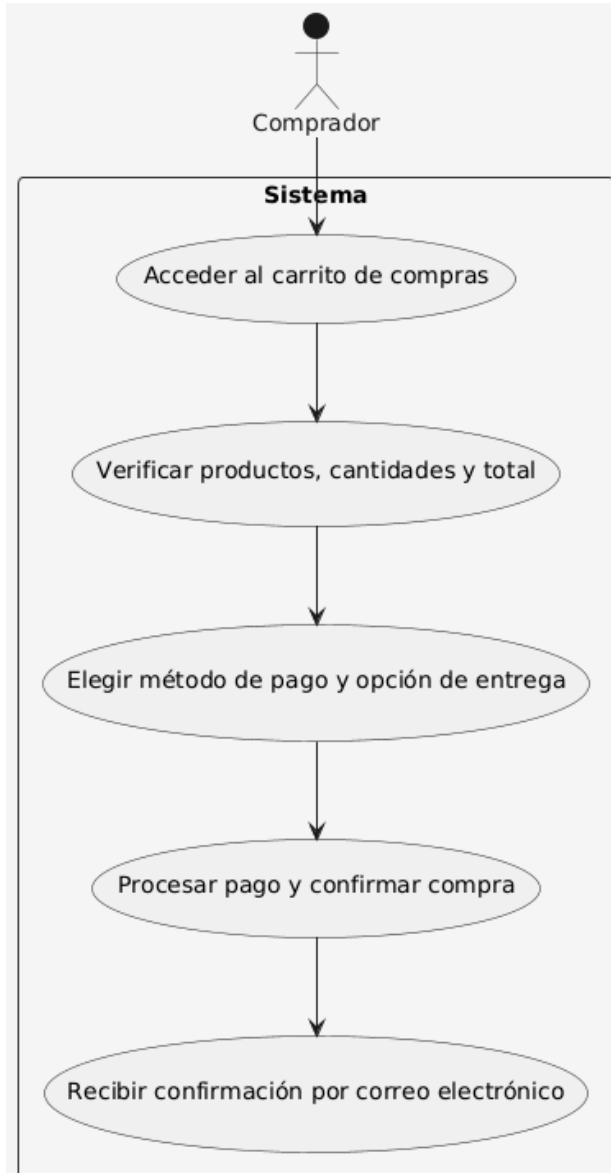 Comprador
Sistema
Acceder al carrito de compras
Verificar productos, cantidades y total
Elegir método de pago y opción de entrega
Procesar pago y confirmar compra
Recibir confirmación por correo electrónico